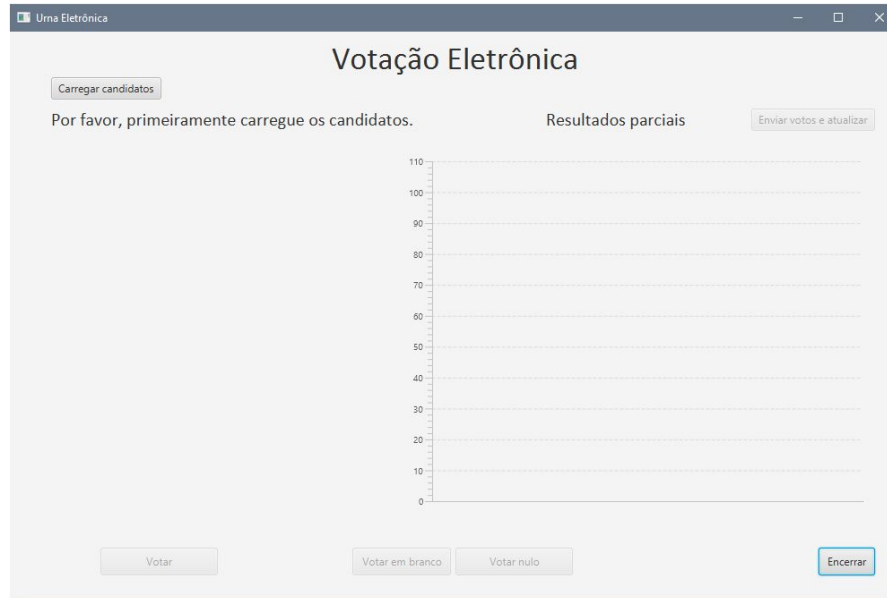 Urna Eletrônica
Votação Eletrônica
Carregar candidatos
Por favor, primeiramente carregue os candidatos.
Resultados parciais
Enviar votos e atualizar
110
100
90
80
70
60
50
40
30
20
10
0
Votar
Votar em branco
Votar nulo
Encerrar